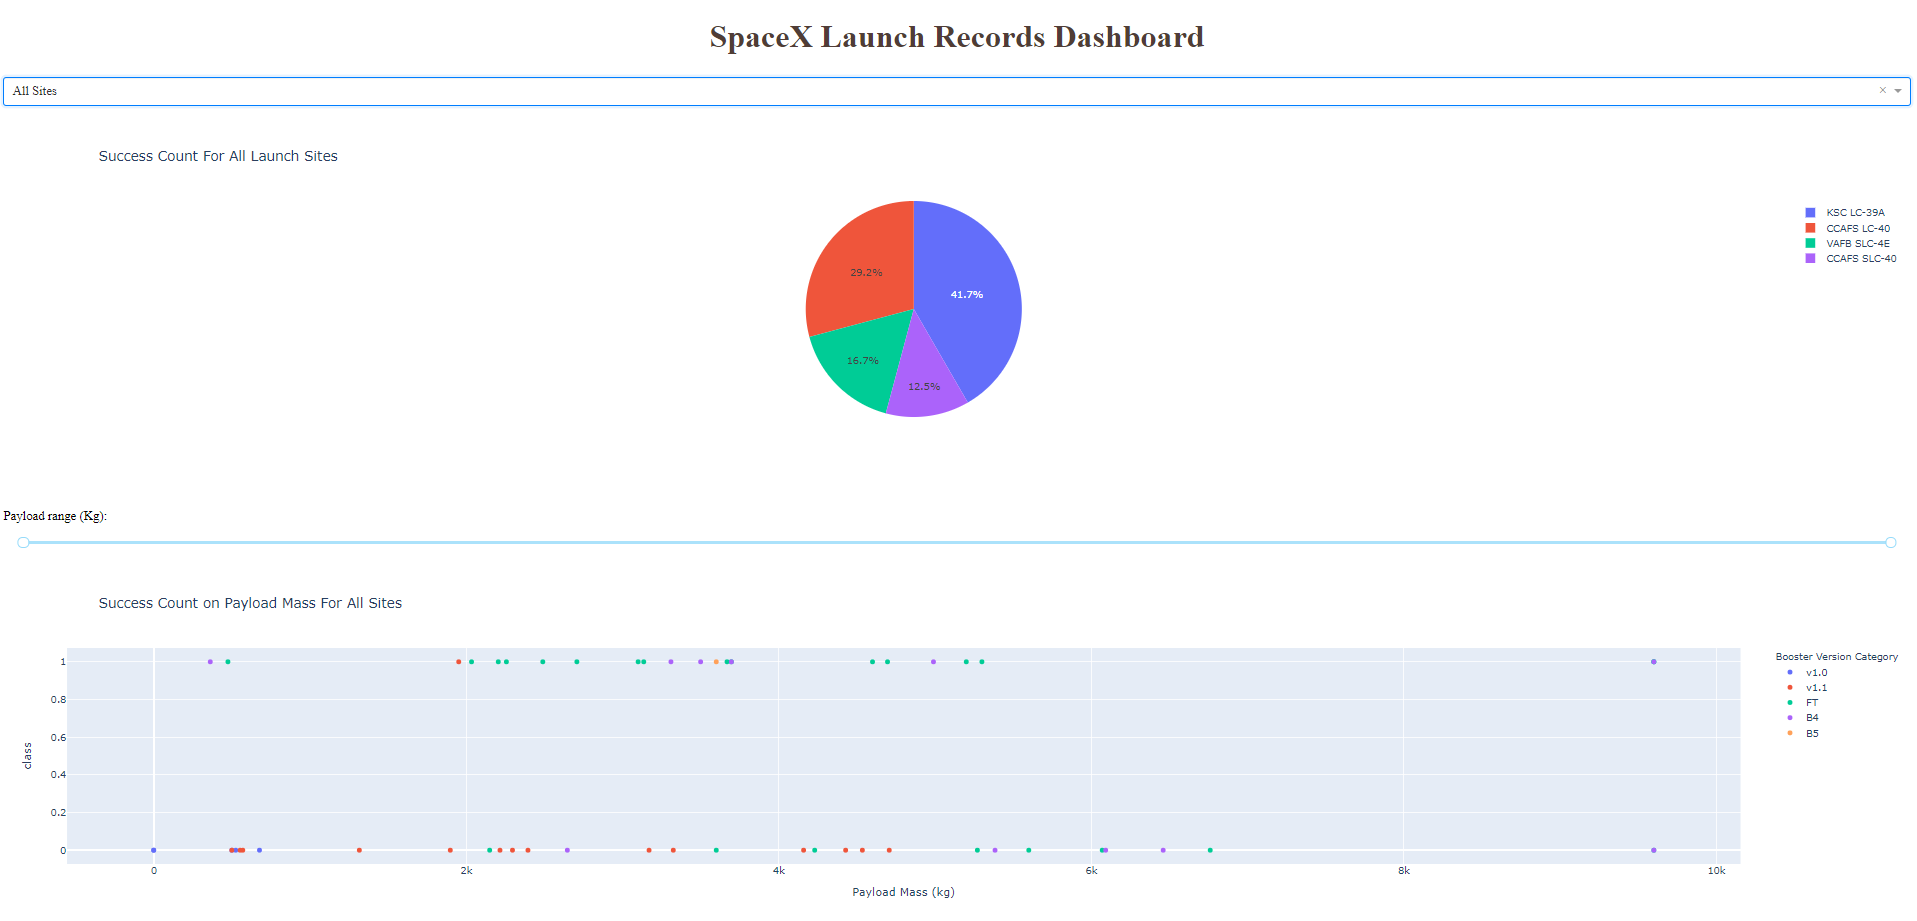 SpaceX Launch Records Dashboard
All Sites
×
Success Count For All Launch Sites
KSC LC-39A
CCAFS LC-40
VAFB SLC-4E
CCAFS SLC-40
29.2%
41.7%
16.7%
12.5%
Payload range (Kg):
Success Count on Payload Mass For All Sites
Booster Version Category
v1.0
v1.1
FT
B4
B5
class
1
0.8
0.6
0.4
0.2
0
0 2k 4k 6k 8k 10k
Payload Mass (kg)